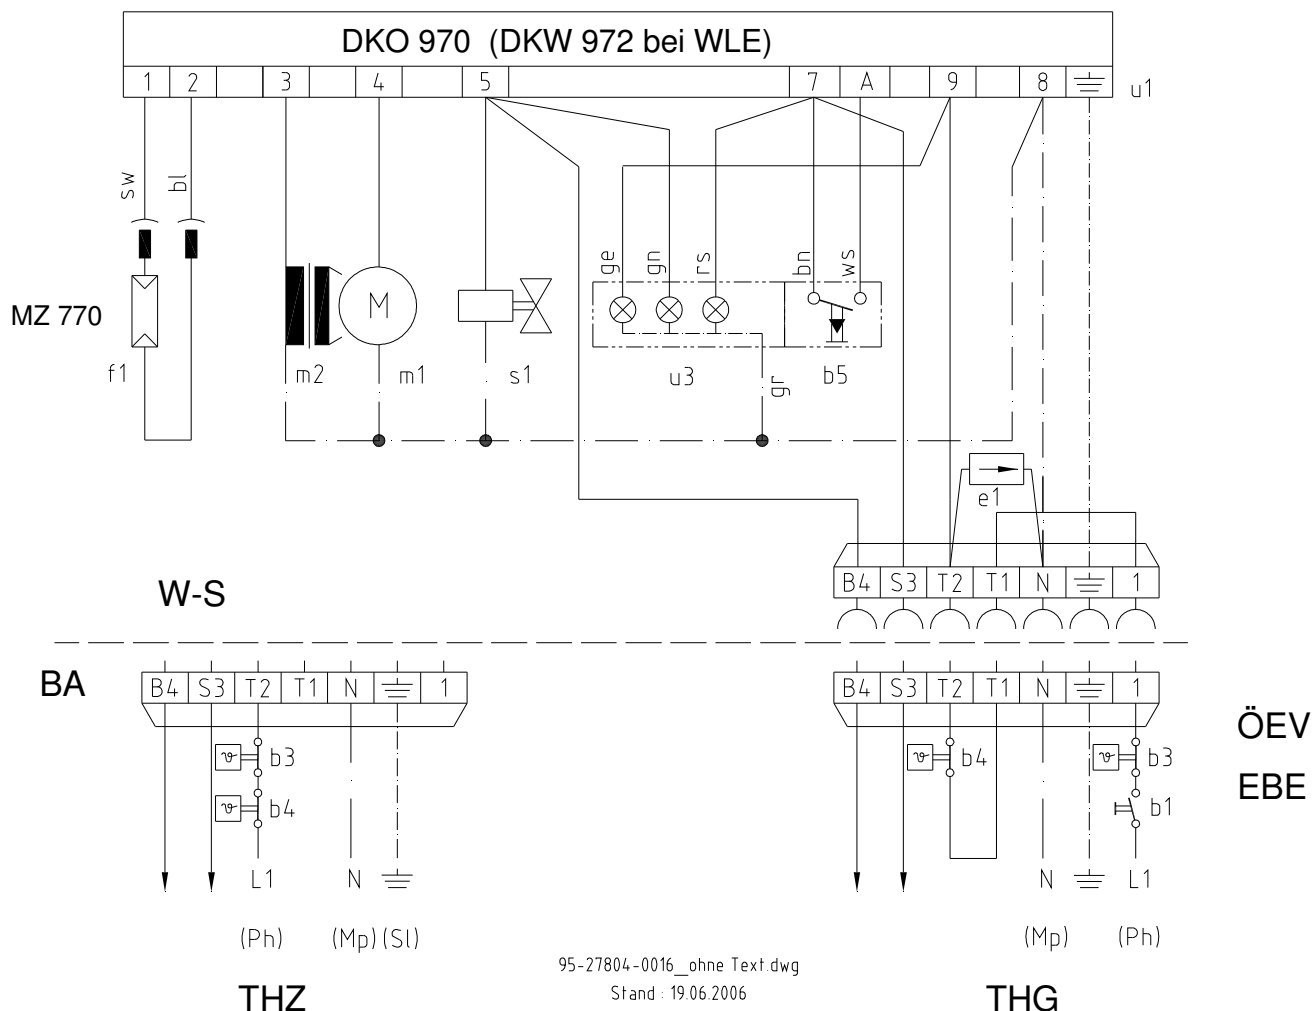 DKO 970 (DKW 972 bei WLE)
1 2 3 4 5 7 A 9 8 u1
sw bl
ge gn rs bn ws
MZ 770
M
f1 m2 m1 s1 u3 gr b5
e1
W-S
B4 S3 T2 T1 N 1
BA
B4 S3 T2 T1 N 1
B4 S3 T2 T1 N 1
ÖEV
EBE
ϑ b3
ϑ b4
ϑ b4
ϑ b3
b1
L1 N
N L1
(Ph) (Mp) (Sl)
(Mp) (Ph)
95-27804-0016_ohne Text.dwg
Stand : 19.06.2006
THZ
THG